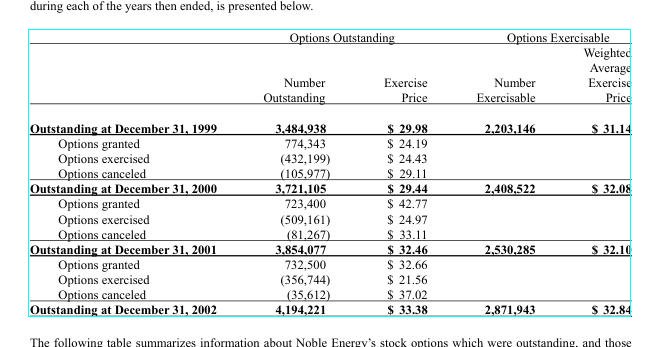 during each of the years then ended, is presented below.
Options Outstanding Options Exercisable
Weighted
Average
Number Exercise Number Exercise
Outstanding Price Exercisable Price
Outstanding at December 31, 1999 3,484,938 $ 29.98 2,203,146 $ 31.14
Options granted 774,343 $ 24.19
Options exercised (432,199) $ 24.43
Options canceled (105,977) $ 29.11
Outstanding at December 31, 2000 3,721,105 $ 29.44 2,408,522 $ 32.08
Options granted 723,400 $ 42.77
Options exercised (509,161) $ 24.97
Options canceled (81,267) $ 33.11
Outstanding at December 31, 2001 3,854,077 $ 32.46 2,530,285 $ 32.10
Options granted 732,500 $ 32.66
Options exercised (356,744) $ 21.56
Options canceled (35,612) $ 37.02
Outstanding at December 31, 2002 4,194,221 $ 33.38 2,871,943 $ 32.84
The following table summarizes information about Noble Energy's stock options which were outstanding, and those